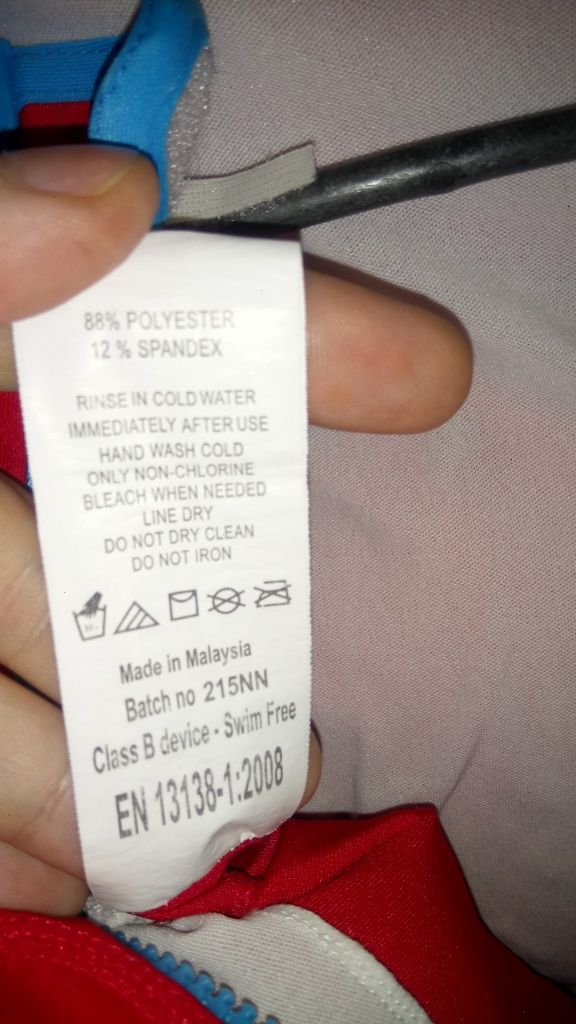 88% POLYESTER
12 % SPANDEX
RINSE IN COLD WATER
IMMEDIATELY AFTER USE
HAND WASH COLD
ONLY NON-CHLORINE
BLEACH WHEN NEEDED
LINE DRY
DO NOT DRY CLEAN
DO NOT IRON
Made in Malaysia
Batch no 215NN
Class B device - Swim Free
EN 13138-1:2008